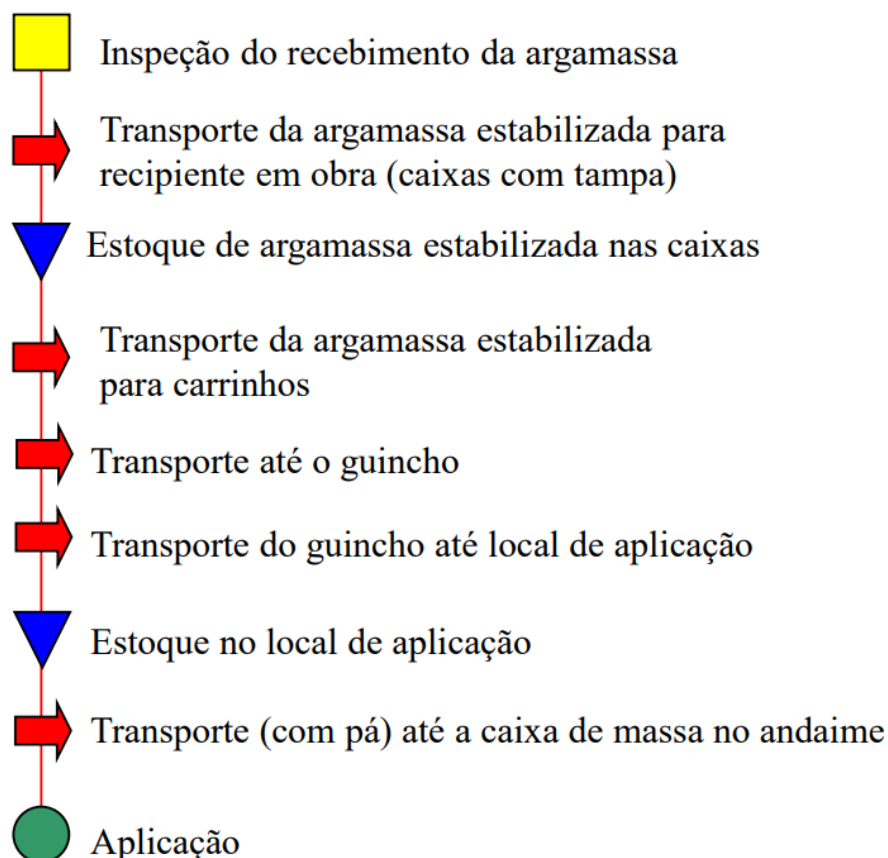 Inspeção do recebimento da argamassa
Transporte da argamassa estabilizada para
recipiente em obra (caixas com tampa)
Estoque de argamassa estabilizada nas caixas
Transporte da argamassa estabilizada
para carrinhos
Transporte até o guincho
Transporte do guincho até local de aplicação
Estoque no local de aplicação
Transporte (com pá) até a caixa de massa no andaime
Aplicação